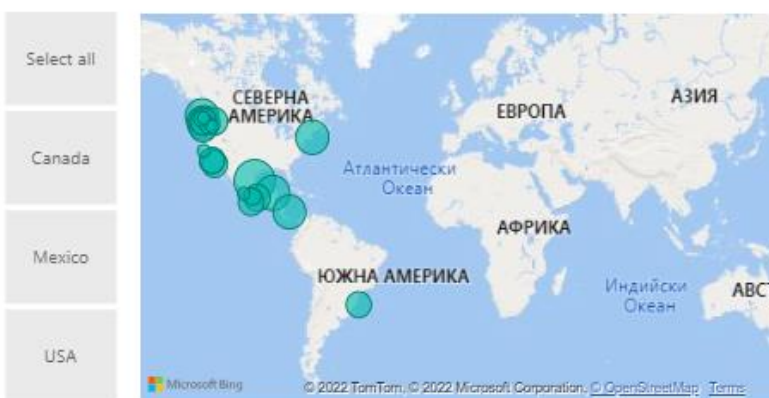 Select all
Canada
Mexico
USA
СЕВЕРНА
АМЕРИКА
ЕВРОПА
АЗИЯ
Атлантически
Океан
АФРИКА
ЮЖНА АМЕРИКА
Индийски
Океан
АВС
Microsoft Bing
© 2022 TomTom, © 2022 Microsoft Corporation, © OpenStreetMap Terms